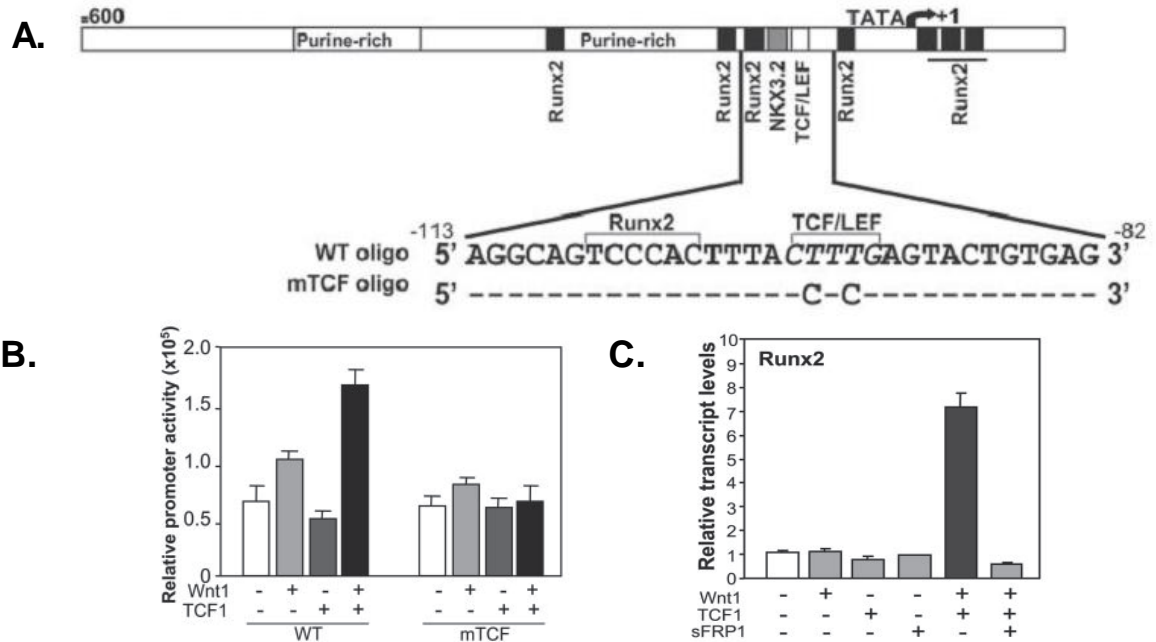 A.
-600
TATA +1
Purine-rich
Purine-rich
Runx2
Runx2
Runx2
NKX3.2
TCF/LEF
Runx2
Runx2
-113
Runx2
TCF/LEF
-82
WT oligo 5' AGGCAGTCCCACTTTACTTTGAGTACTGTGAG 3'
mTCF oligo 5' -----------------C-C------------- 3'
B.
Relative promoter activity (x10⁵)
2.0
1.0
0.5
0
Wnt1 - + - + - + - +
TCF1 - - + + - - + +
WT
mTCF
C.
Runx2
Relative transcript levels
10
9
8
7
6
5
4
3
2
1
0
Wnt1 - + - - + +
TCF1 - - + - + +
sFRP1 - - - + - +